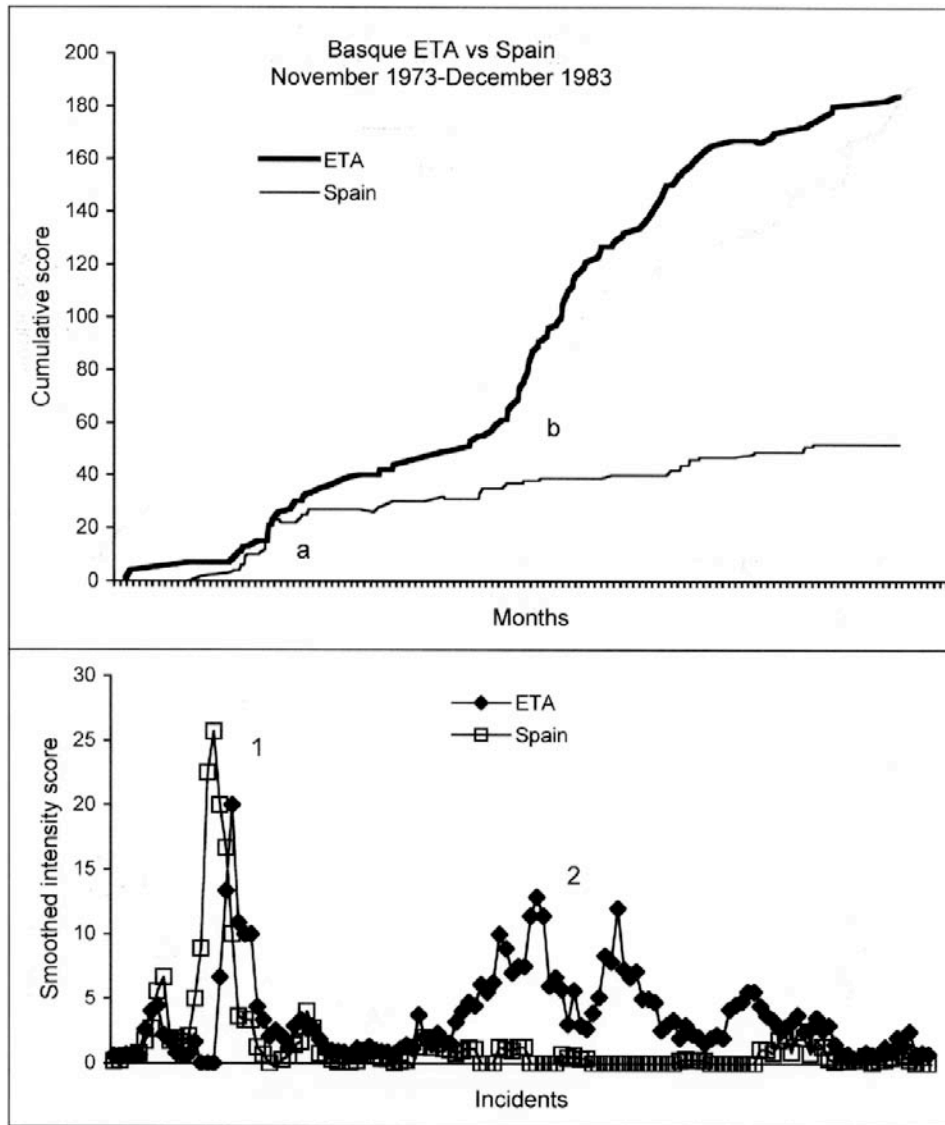 Basque ETA vs Spain
November 1973-December 1983
ETA
Spain
Cumulative score
200
180
160
140
120
100
80
60
40
20
0
a
b
Months
ETA
Spain
Smoothed intensity score
30
25
20
15
10
5
0
1
2
Incidents